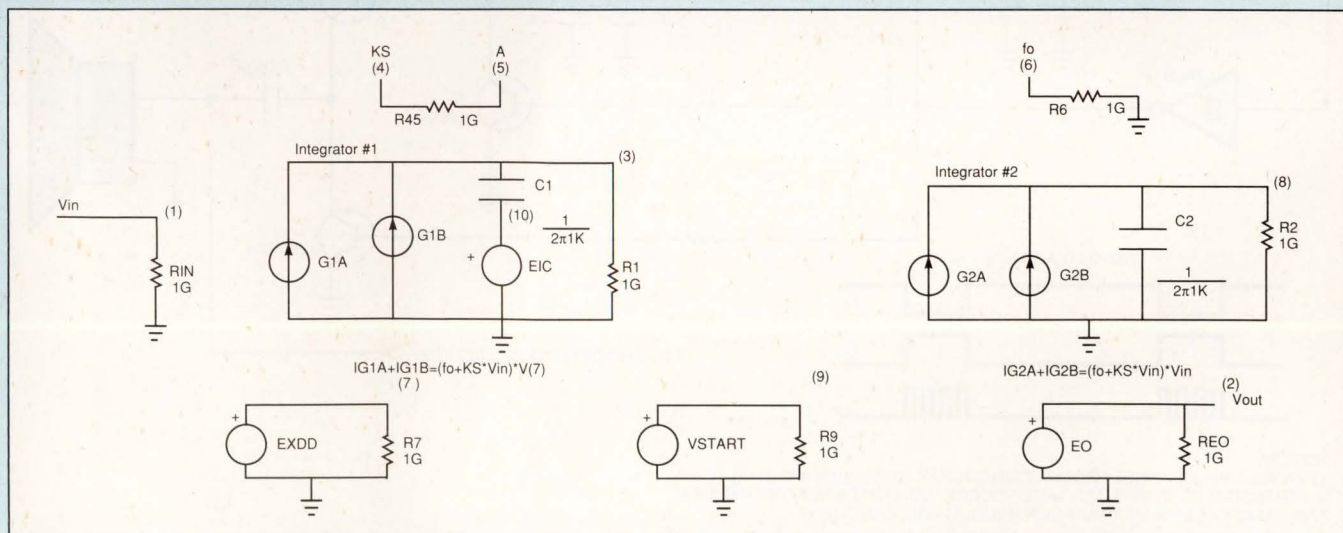 KS
(4)
A
(5)
R45
1G
fo
(6)
R6
1G
Integrator #1
(3)
C1
(10)
1
2π1K
G1A
G1B
+
EIC
R1
1G
Vin
(1)
RIN
1G
Integrator #2
(8)
C2
R2
1G
G2A
G2B
1
2π1K
IG1A+IG1B=(fo+KS*Vin)*V(7)
(7)
+
EXDD
R7
1G
(9)
+
VSTART
R9
1G
IG2A+IG2B=(fo+KS*Vin)*Vin
(2)
Vout
+
EO
REO
1G